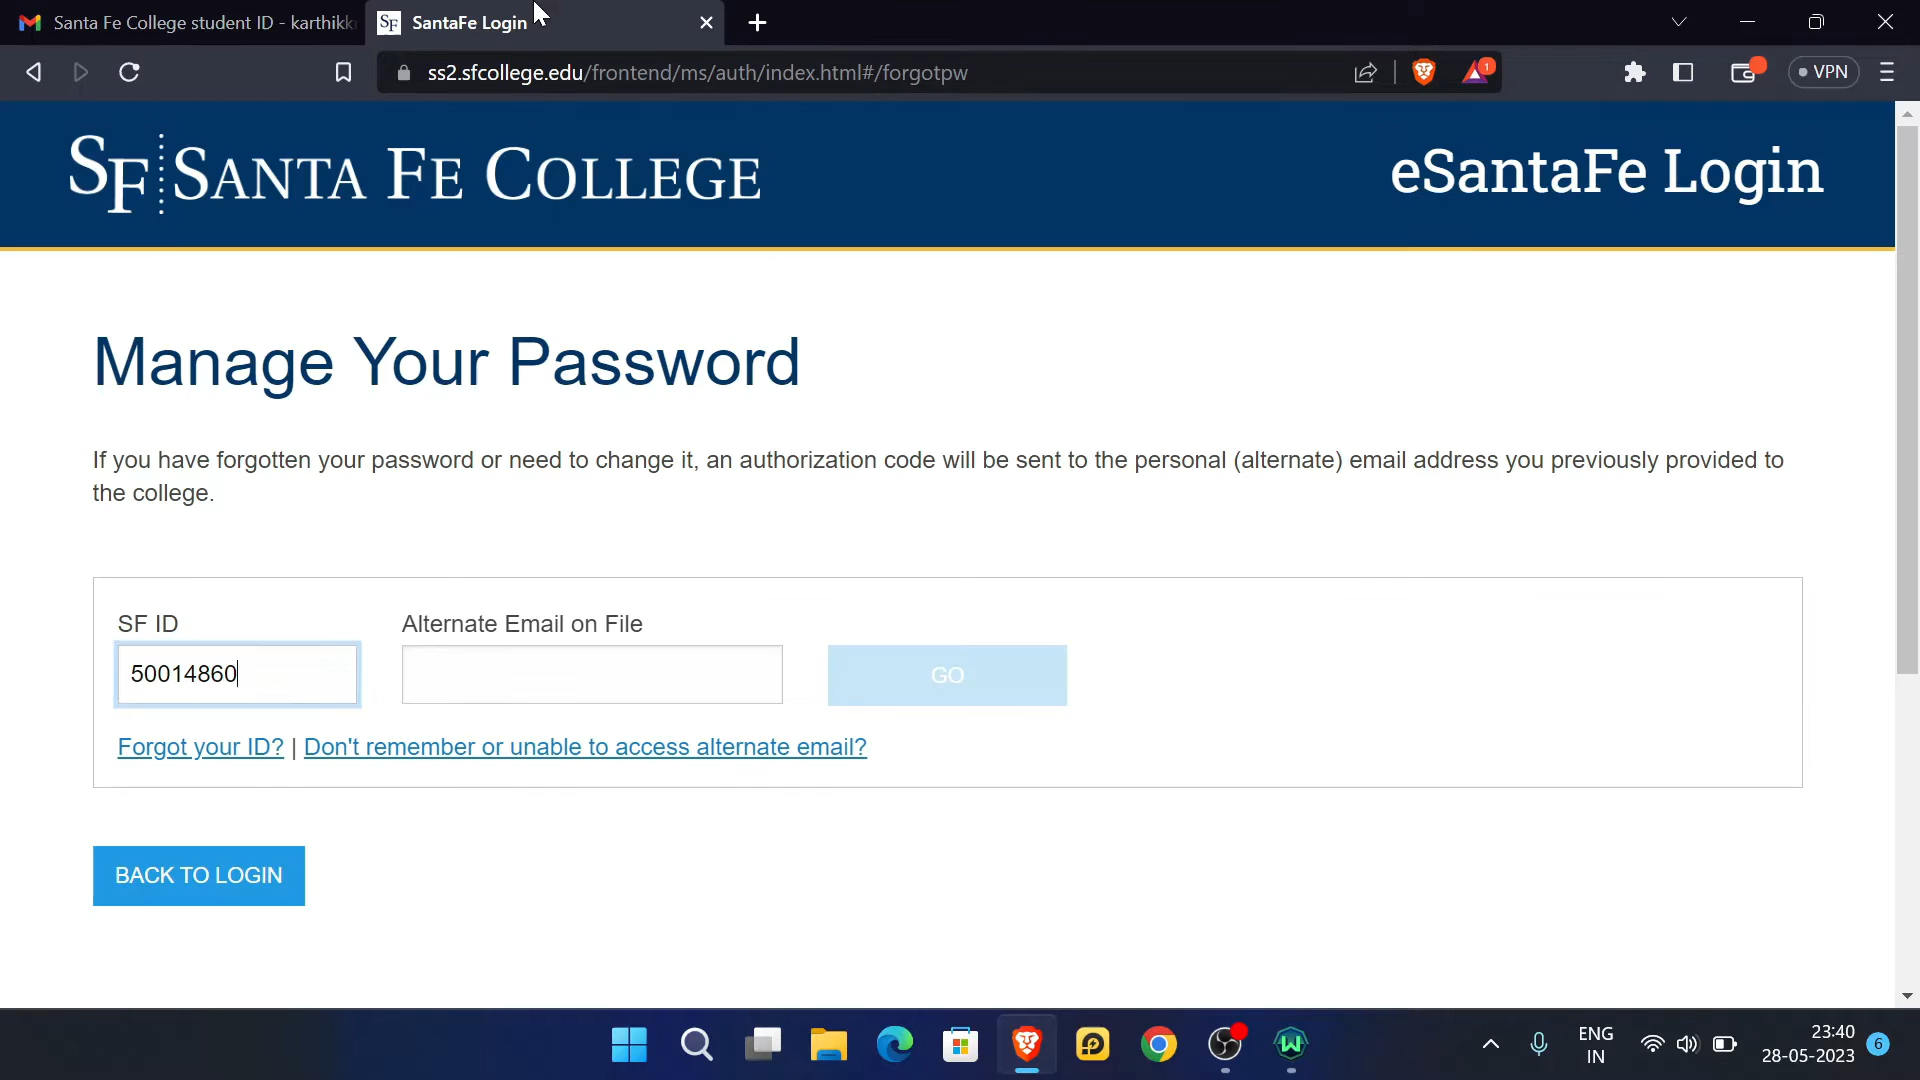 Santa Fe College student ID - karthikk
SF SantaFe Login
ss2.sfcollege.edu/frontend/ms/auth/index.html#/forgotpw
1
VPN
SF SANTA FE COLLEGE
eSantaFe Login
Manage Your Password
If you have forgotten your password or need to change it, an authorization code will be sent to the personal (alternate) email address you previously provided to
the college.
SF ID
Alternate Email on File
50014860
GO
Forgot your ID? | Don't remember or unable to access alternate email?
BACK TO LOGIN
ENG
IN
23:40
28-05-2023
6